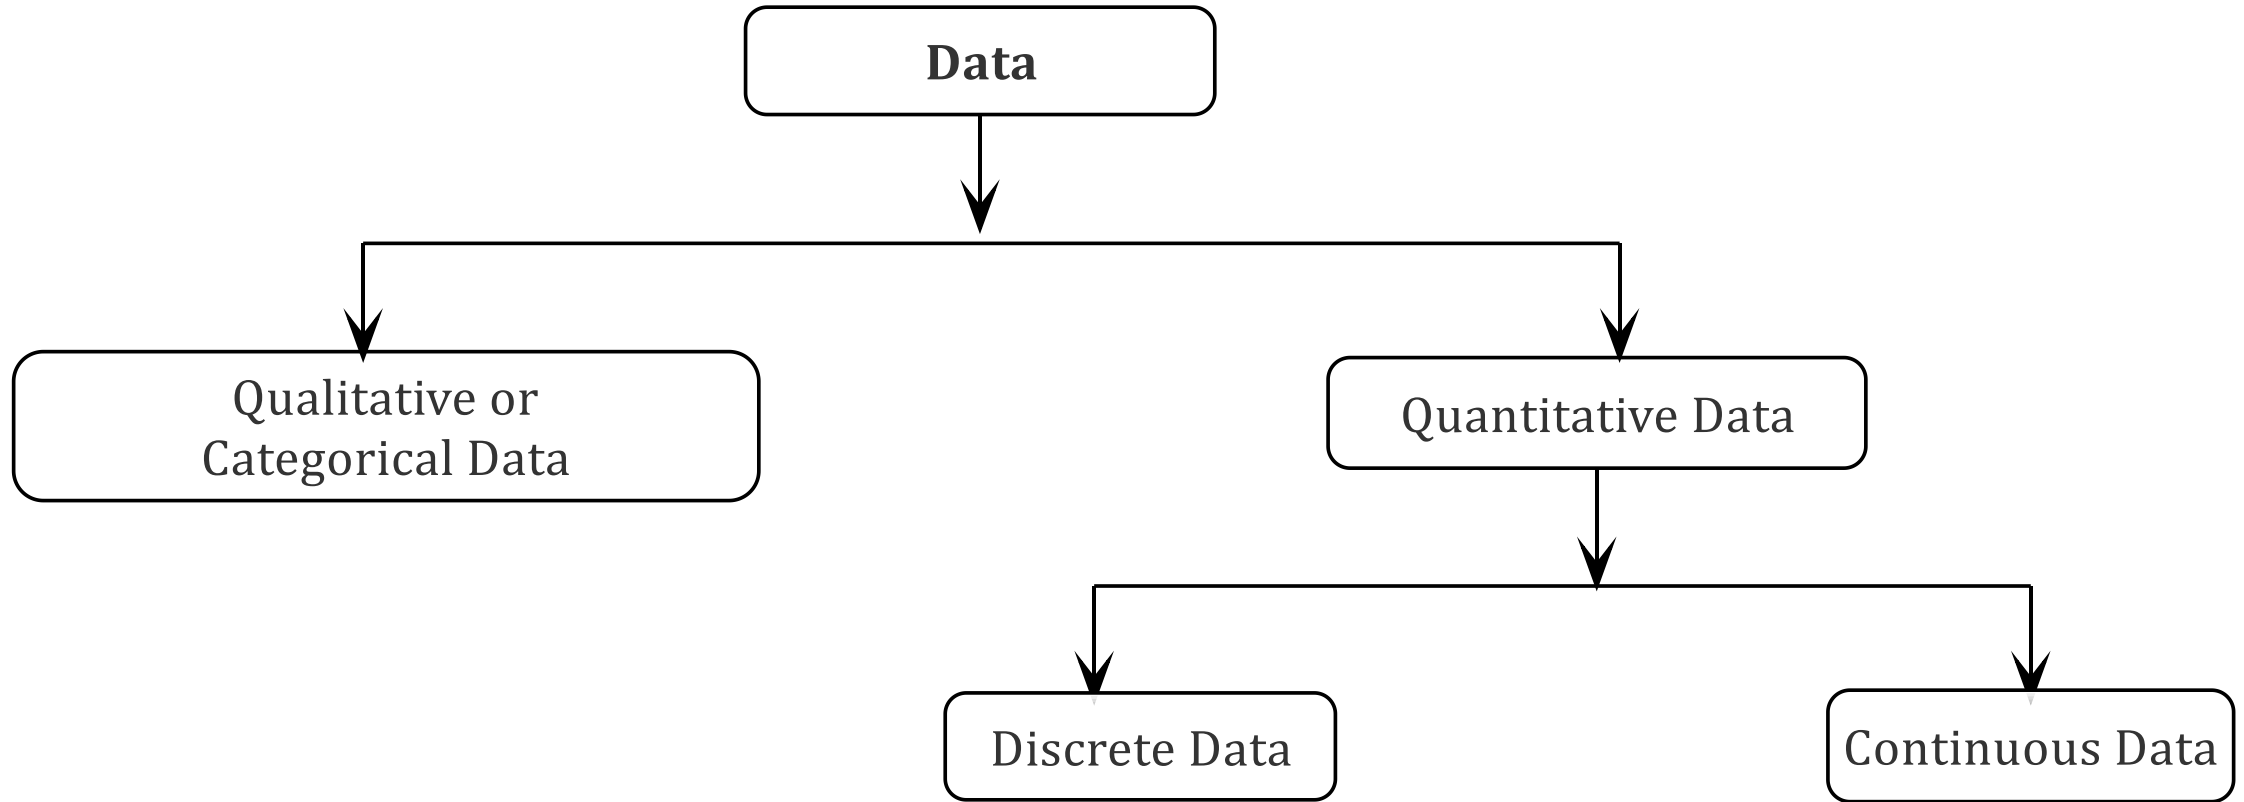 Data
Qualitative or
Categorical Data
Quantitative Data
Discrete Data
Continuous Data